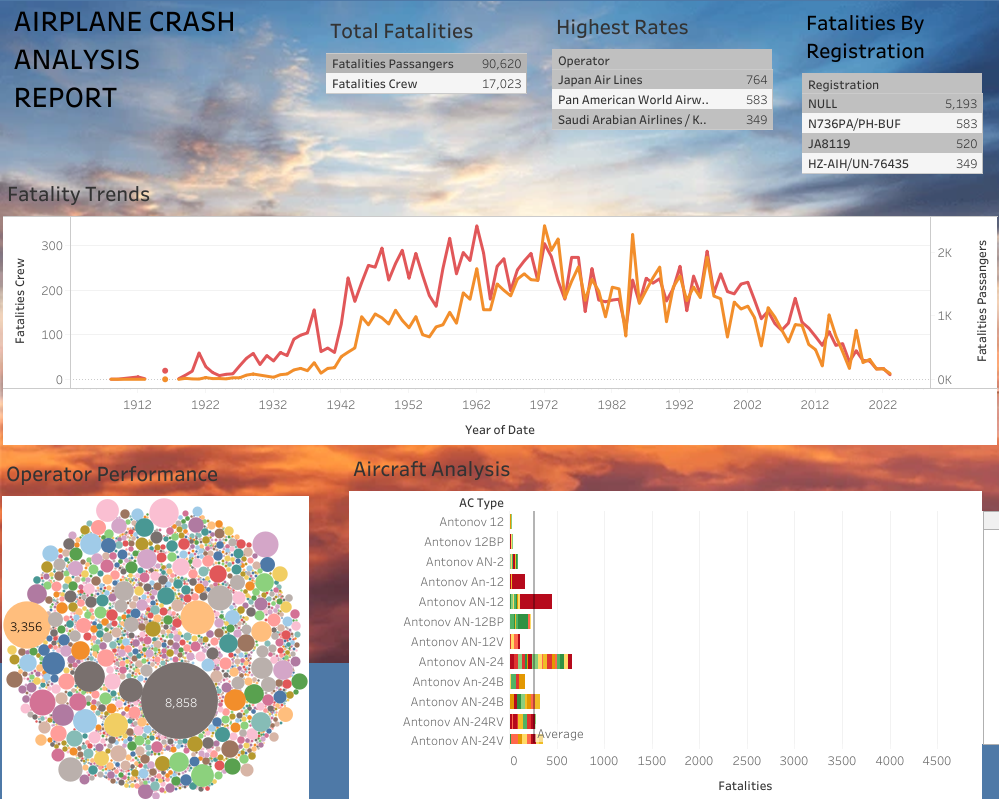 AIRPLANE CRASH
ANALYSIS
REPORT
Total Fatalities
Fatalities Passangers 90,620
Fatalities Crew 17,023
Highest Rates
Operator
Japan Air Lines 764
Pan American World Airw.. 583
Saudi Arabian Airlines / K.. 349
Fatalities By
Registration
Registration
NULL 5,193
N736PA/PH-BUF 583
JA8119 520
HZ-AIH/UN-76435 349
Fatality Trends
Fatalities Crew
300
200
100
0
2K
1K
0K
Fatalities Passangers
1912 1922 1932 1942 1952 1962 1972 1982 1992 2002 2012 2022
Year of Date
Operator Performance
3,356
8,858
Aircraft Analysis
AC Type
Antonov 12
Antonov 12BP
Antonov AN-2
Antonov An-12
Antonov AN-12
Antonov AN-12BP
Antonov AN-12V
Antonov AN-24
Antonov An-24B
Antonov AN-24B
Antonov AN-24RV
Antonov AN-24V
Average
0 500 1000 1500 2000 2500 3000 3500 4000 4500
Fatalities